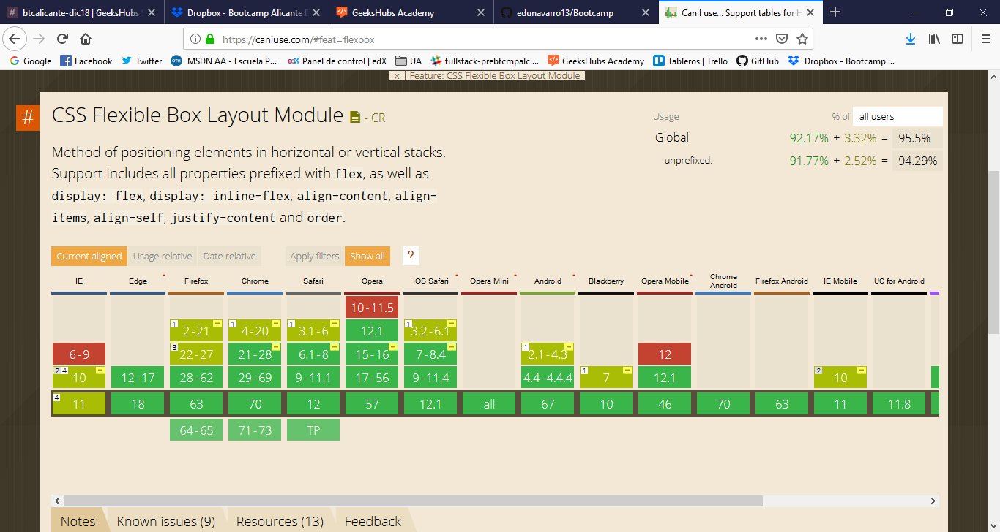 btcalicante-dic18 | GeeksHubs
Dropbox - Bootcamp Alicante
GeeksHubs Academy
edunavarro13/Bootcamp
Can I use... Support tables for H
https://caniuse.com/#feat=flexbox
Google Facebook Twitter MSDN AA - Escuela P... Panel de control | edX UA fullstack-prebtcmpalc ... GeeksHubs Academy Tableros | Trello GitHub Dropbox - Bootcamp ...
x Feature: CSS Flexible Box Layout Module
# CSS Flexible Box Layout Module - CR
Usage % of all users
Global 92.17% + 3.32% = 95.5%
unprefixed: 91.77% + 2.52% = 94.29%
Method of positioning elements in horizontal or vertical stacks.
Support includes all properties prefixed with flex, as well as
display: flex, display: inline-flex, align-content, align-
items, align-self, justify-content and order.
Current aligned Usage relative Date relative Apply filters Show all ?
IE Edge * Firefox Chrome Safari Opera iOS Safari * Opera Mini * Android * Blackberry Opera Mobile * Chrome Android Firefox Android IE Mobile UC for Android
10-11.5
1 2-21 1 4-20 1 3.1-6 12.1 1 3.2-6.1
6-9 3 22-27 21-28 6.1-8 15-16 7-8.4 1 2.1-4.3 12
2 4 10 12-17 28-62 29-69 9-11.1 17-56 9-11.4 4.4-4.4.4 1 7 12.1 2 10
4 11 18 63 70 12 57 12.1 all 67 10 46 70 63 11 11.8
64-65 71-73 TP
Notes Known issues (9) Resources (13) Feedback